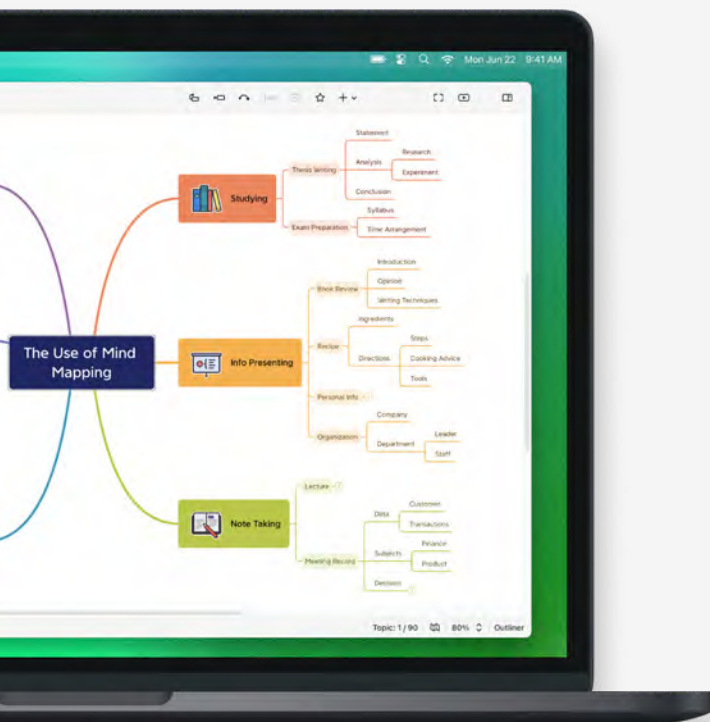 Mon Jun 22 9:41 AM
Statement
Research
Thesis Writing
Analysis
Experiment
Studying
Conclusion
Syllabus
Exam Preparation
Time Arrangement
Introduction
Opinion
Book Review
Writing Techniques
Ingredients
Steps
The Use of Mind
Mapping
Info Presenting
Recipe
Directions
Cooking Advice
Tools
Personal Info
Company
Leader
Organization
Department
Staff
Lecture
Customer
Data
Transactions
Note Taking
Finance
Subjects
Product
Meeting Record
Decision
Topic: 1 / 90
80%
Outliner